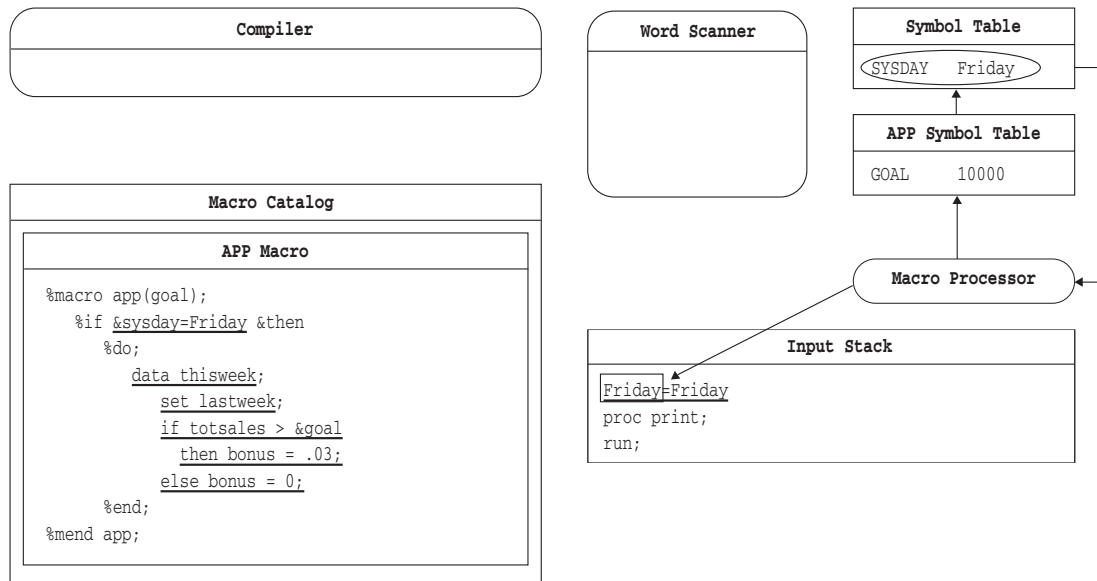 Compiler
Word Scanner
Symbol Table
SYSDAY Friday
APP Symbol Table
GOAL 10000
Macro Catalog
APP Macro
%macro app(goal);
%if &sysday=Friday &then
%do;
data thisweek;
set lastweek;
if totsales > &goal
then bonus = .03;
else bonus = 0;
%end;
%mend app;
Macro Processor
Input Stack
Friday=Friday
proc print;
run;